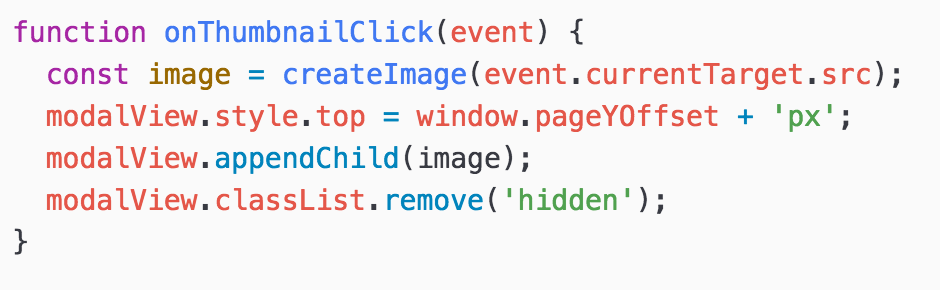 function onThumbnailClick(event) {
  const image = createImage(event.currentTarget.src);
  modalView.style.top = window.pageYOffset + 'px';
  modalView.appendChild(image);
  modalView.classList.remove('hidden');
}